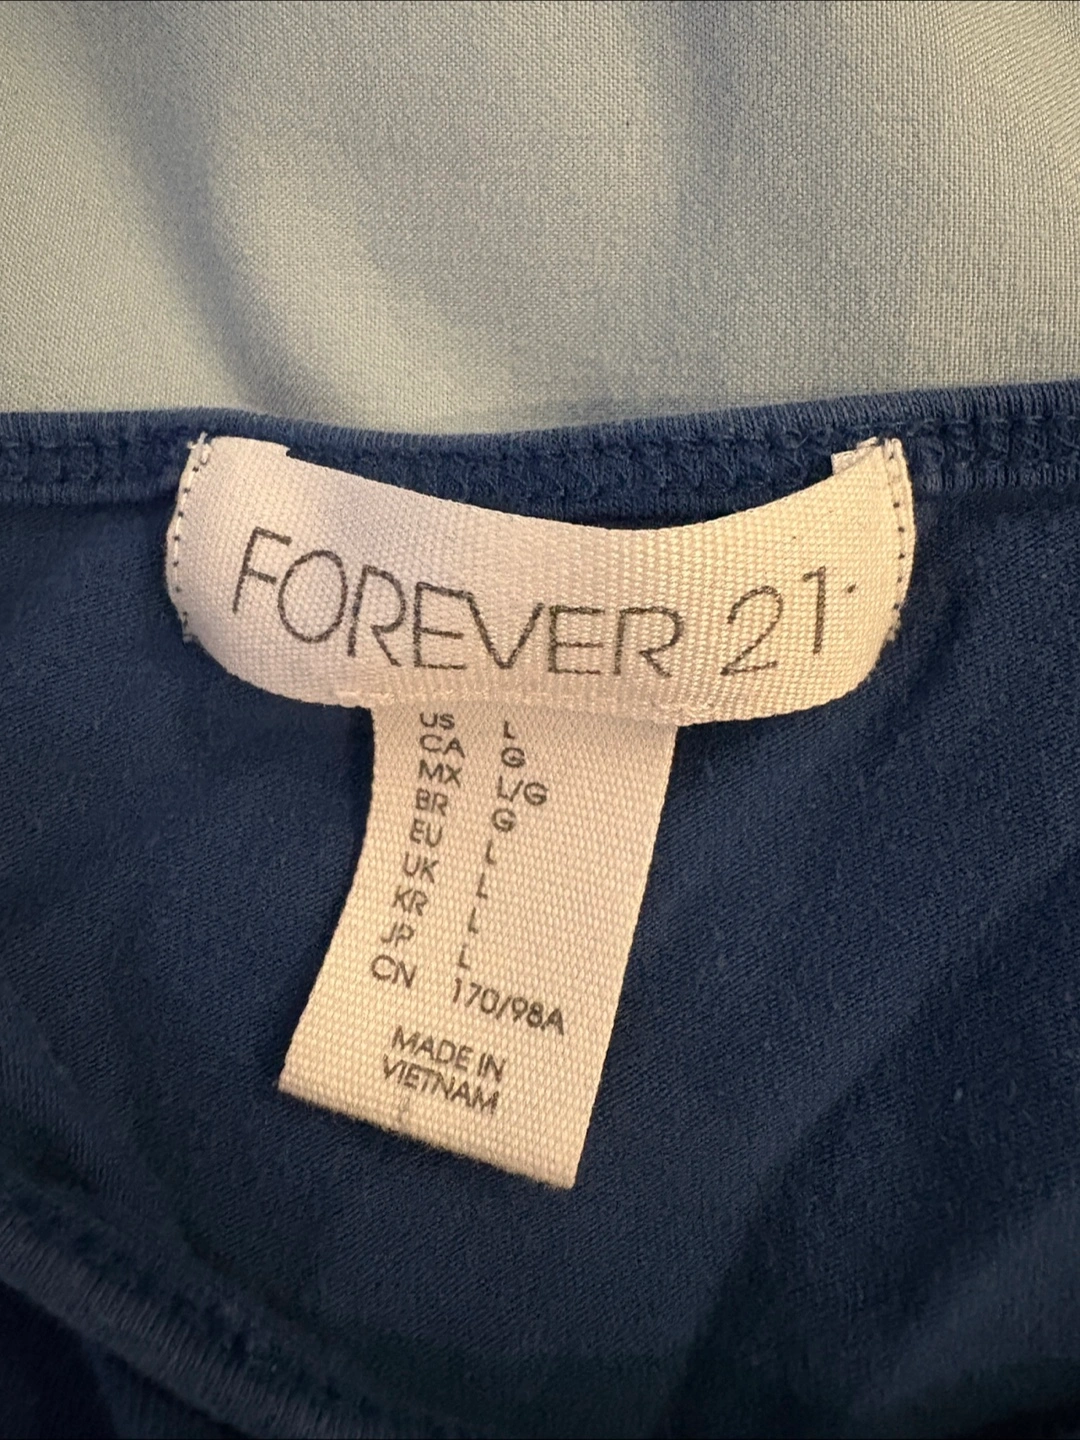 FOREVER 21
US L
CA G
MX L/G
BR G
EU L
UK L
KR L
JP L
CN 170/98A
MADE IN
VIETNAM